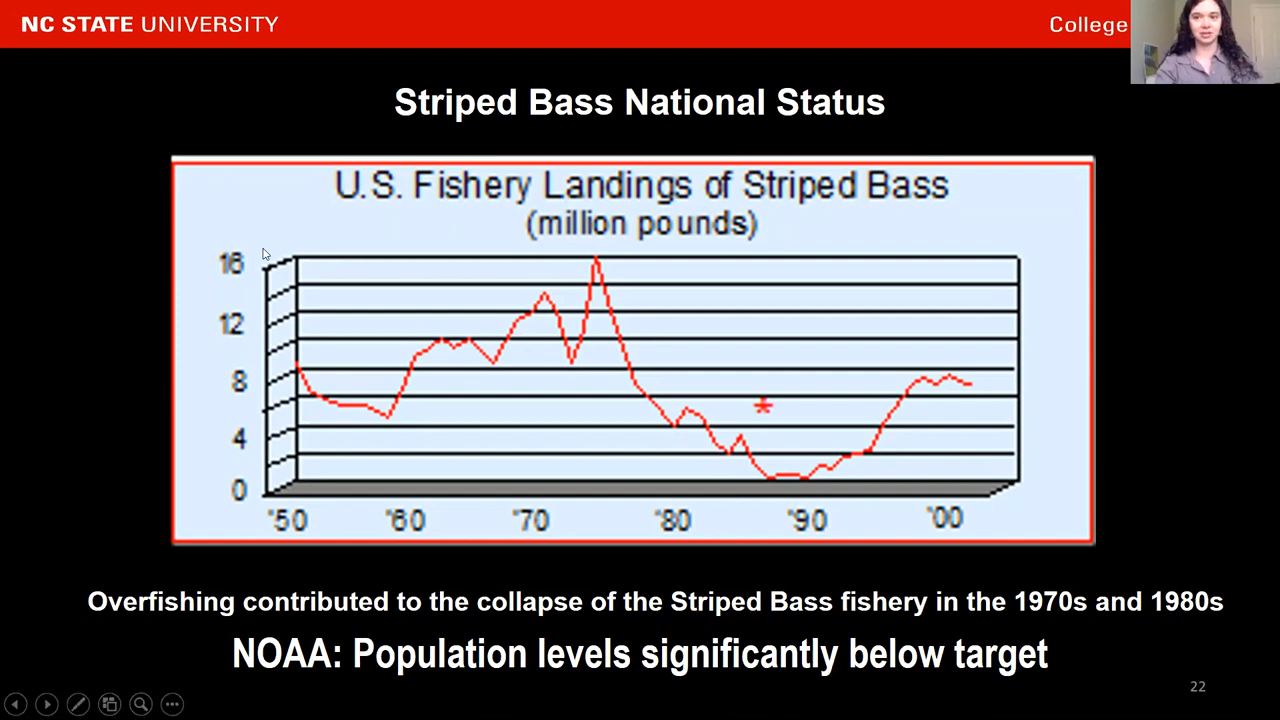 NC STATE UNIVERSITY
College
Striped Bass National Status
U.S. Fishery Landings of Striped Bass
(million pounds)
16
12
8
4
0
'50 '60 '70 '80 '90 '00
*
Overfishing contributed to the collapse of the Striped Bass fishery in the 1970s and 1980s
NOAA: Population levels significantly below target
22